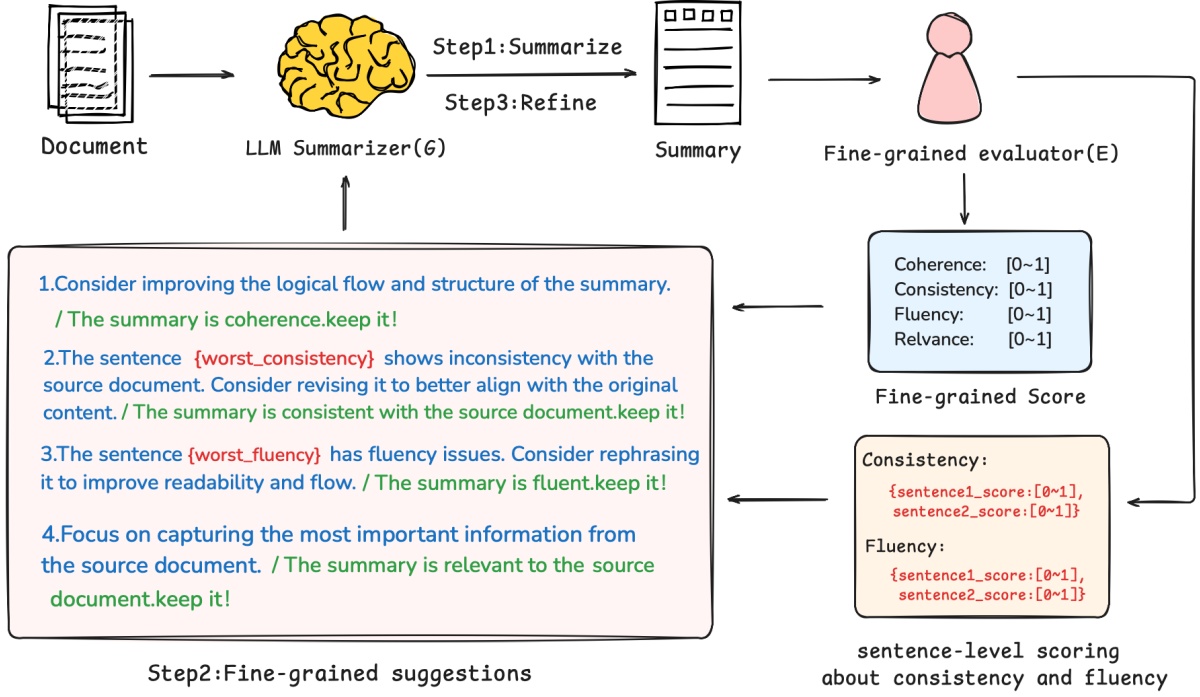 Step1:Summarize
Step3:Refine
Document
LLM Summarizer(G)
Summary
Fine-grained evaluator(E)
Coherence: [0~1]
Consistency: [0~1]
Fluency: [0~1]
Relvance: [0~1]
Fine-grained Score
1.Consider improving the logical flow and structure of the summary.
/ The summary is coherence.keep it!
2.The sentence {worst_consistency} shows inconsistency with the
source document. Consider revising it to better align with the original
content. / The summary is consistent with the source document.keep it!
3.The sentence {worst_fluency} has fluency issues. Consider rephrasing
it to improve readability and flow. / The summary is fluent.keep it!
4.Focus on capturing the most important information from
the source document. / The summary is relevant to the source
document.keep it!
Step2:Fine-grained suggestions
Consistency:
{sentence1_score:[0~1],
sentence2_score:[0~1]}
Fluency:
{sentence1_score:[0~1],
sentence2_score:[0~1]}
sentence-level scoring
about consistency and fluency